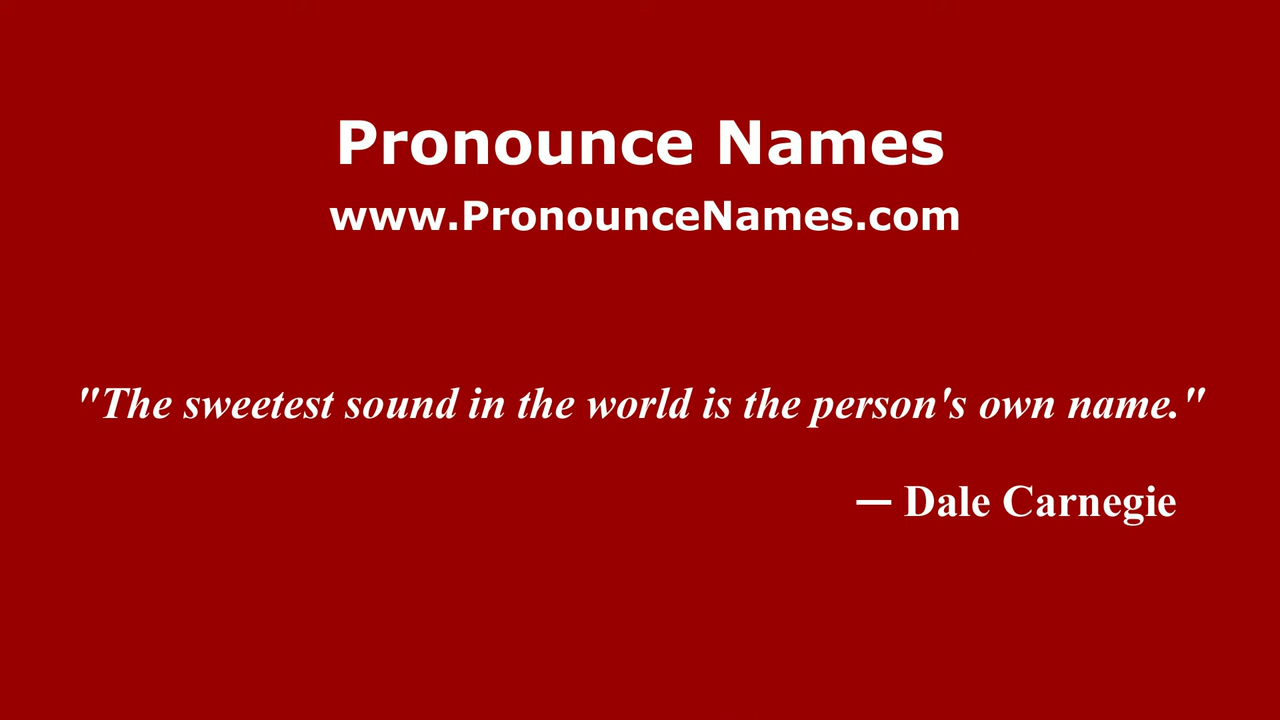 Pronounce Names
www.PronounceNames.com
"The sweetest sound in the world is the person's own name."
— Dale Carnegie